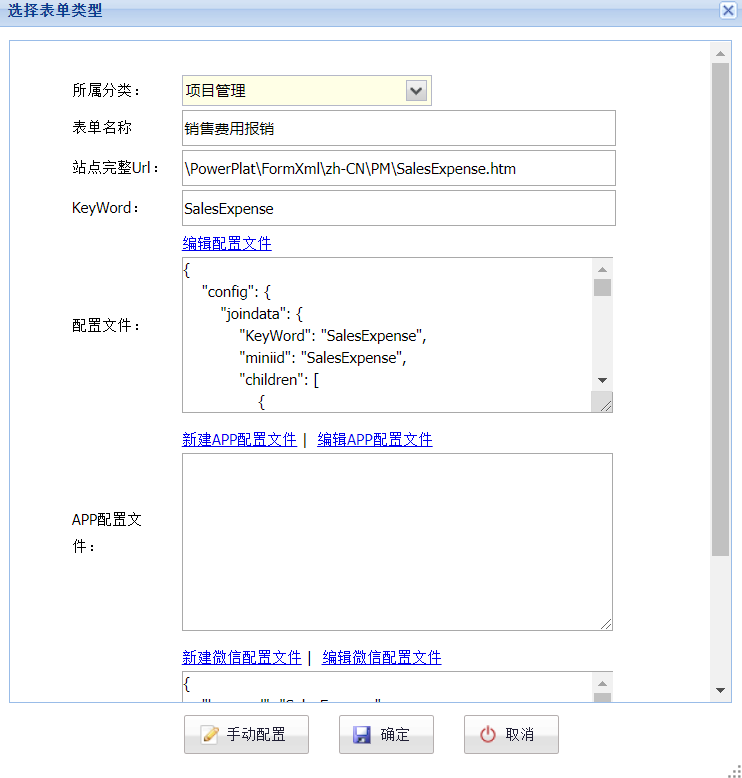 选择表单类型
所属分类： 项目管理
表单名称 销售费用报销
站点完整Url： \PowerPlat\FormXml\zh-CN\PM\SalesExpense.htm
KeyWord： SalesExpense
编辑配置文件
配置文件：
{
"config": {
"joindata": {
"KeyWord": "SalesExpense",
"miniid": "SalesExpense",
"children": [
{
新建APP配置文件 | 编辑APP配置文件
APP配置文
件：
新建微信配置文件 | 编辑微信配置文件
{
手动配置 确定 取消